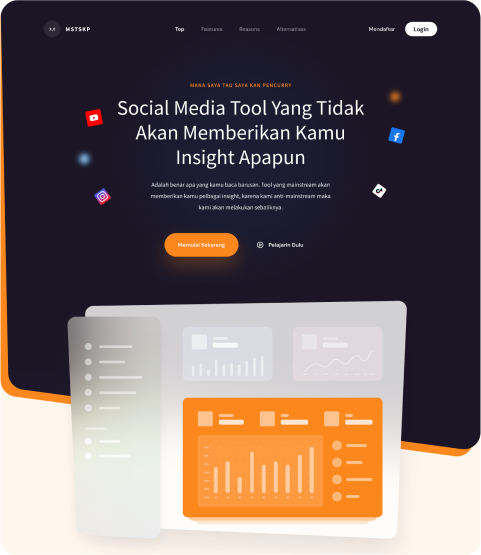 MSTSKP
Top Features Reasons Alternatives
Mendaftar Login
MANA SAYA TAU SAYA KAN PENCURRY
Social Media Tool Yang Tidak
Akan Memberikan Kamu
Insight Apapun
Adalah benar apa yang kamu baca barusan. Tool yang mainstream akan
memberikan kamu pelbagai insight, karena kami anti-mainstream maka
kami akan melakukan sebaliknya.
Memulai Sekarang Pelajarin Dulu